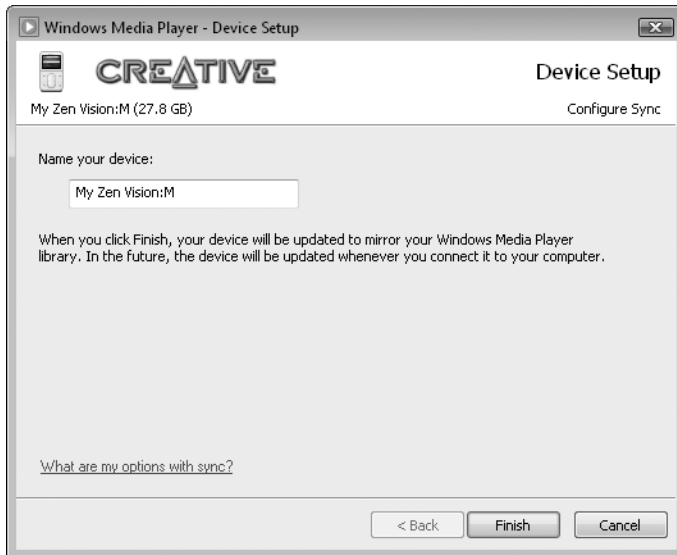 Windows Media Player - Device Setup
CREATIVE
Device Setup
My Zen Vision:M (27.8 GB)
Configure Sync
Name your device:
My Zen Vision:M
When you click Finish, your device will be updated to mirror your Windows Media Player
library. In the future, the device will be updated whenever you connect it to your computer.
What are my options with sync?
< Back
Finish
Cancel